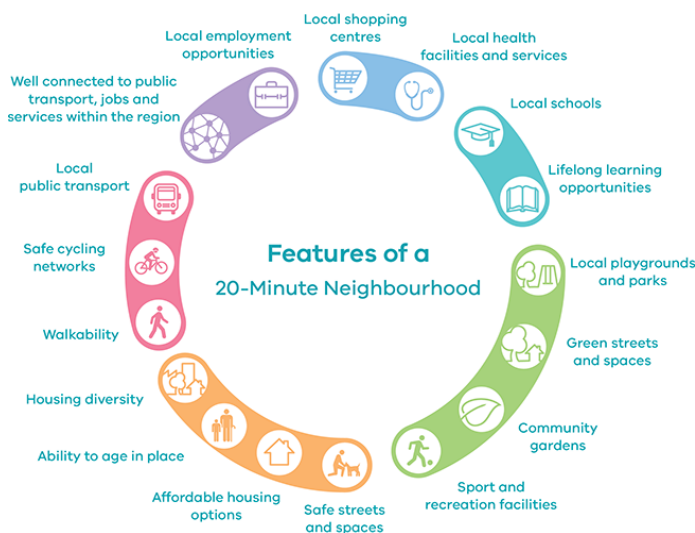 Features of a
20-Minute Neighbourhood
Local shopping
centres
Local health
facilities and services
Local schools
Lifelong learning
opportunities
Local playgrounds
and parks
Green streets
and spaces
Community
gardens
Sport and
recreation facilities
Safe streets
and spaces
Affordable housing
options
Ability to age in place
Housing diversity
Walkability
Safe cycling
networks
Local
public transport
Well connected to public
transport, jobs and
services within the region
Local employment
opportunities